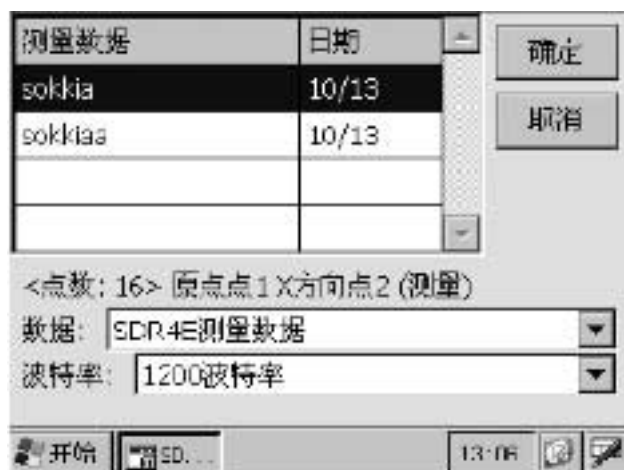 测量数据 日期
确定
sokkia 10/13
取消
sokkiaa 10/13
<点数: 16> 原点点1 X方向点2 (测量)
数据: SDR4E测量数据
波特率: 1200波特率
开始 SD... 13:06